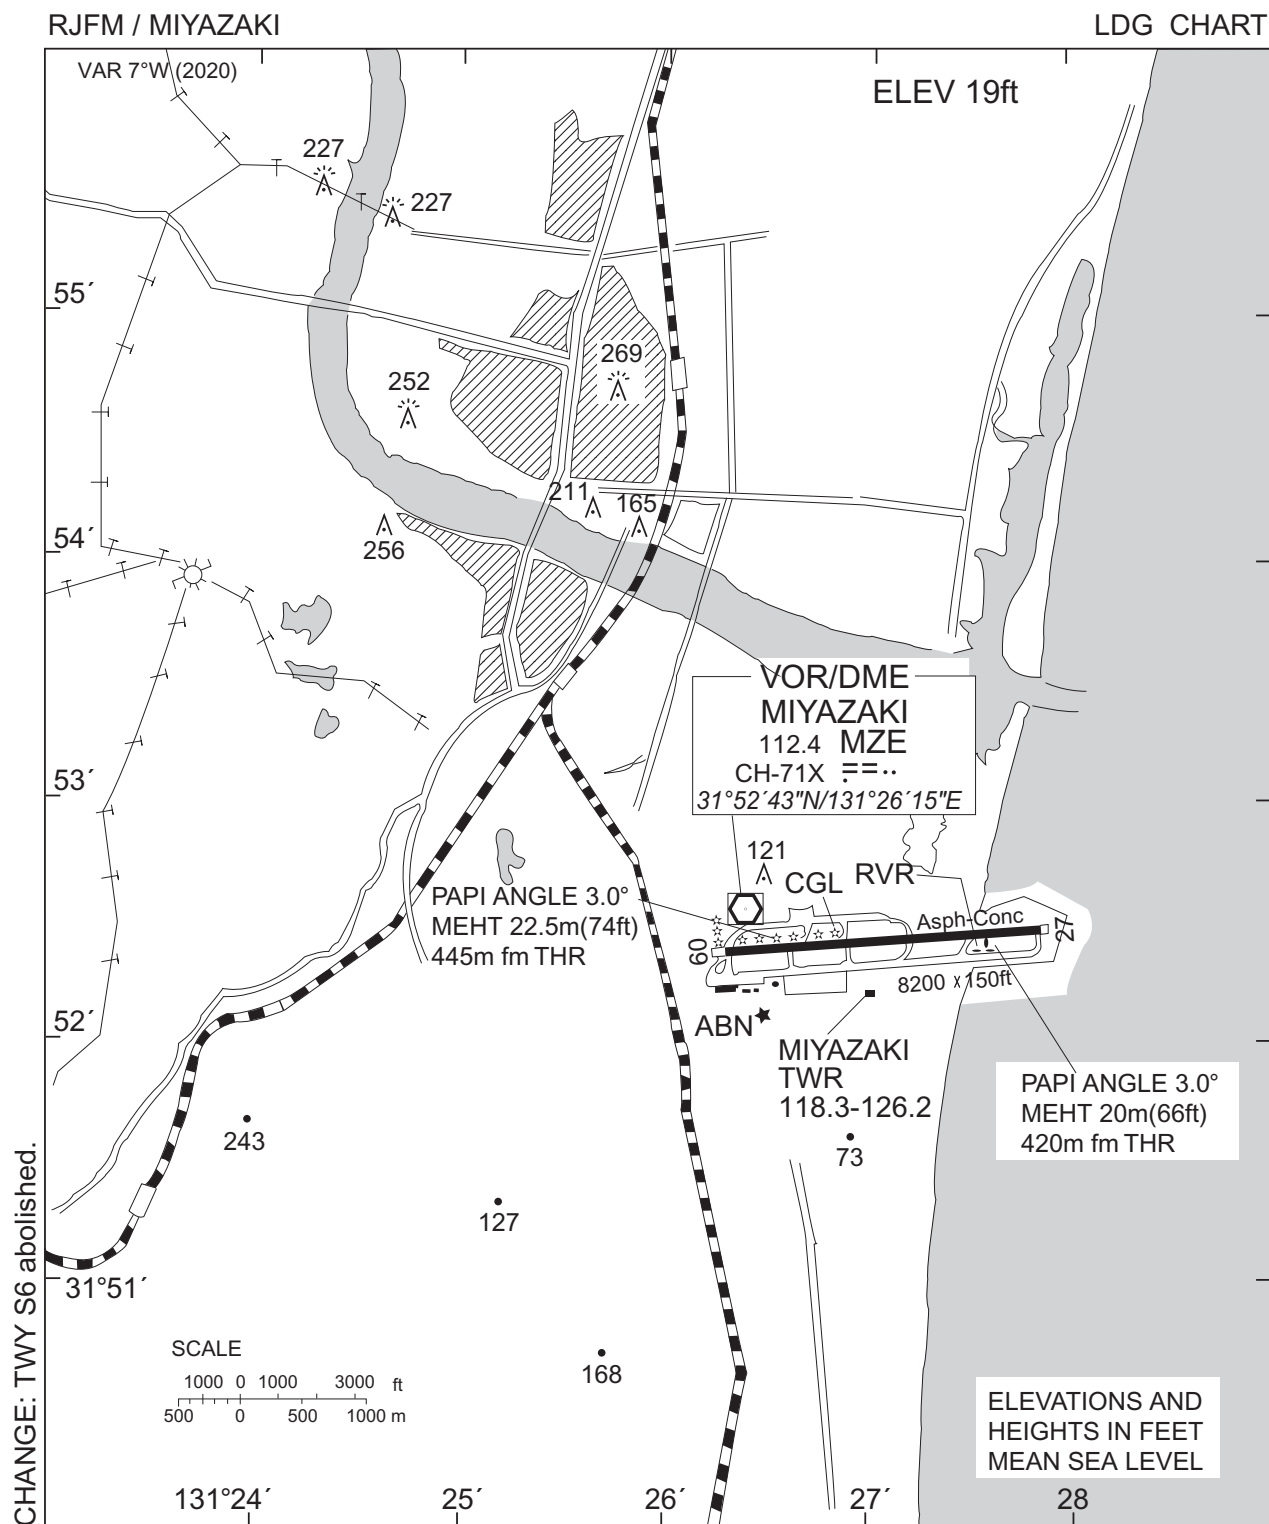 RJFM / MIYAZAKI
LDG CHART
VAR 7°W (2020)
ELEV 19ft
227
227
55´
269
252
211
165
54´
256
VOR/DME
MIYAZAKI
112.4 MZE
CH-71X
31°52´43"N/131°26´15"E
53´
121
CGL
RVR
PAPI ANGLE 3.0°
MEHT 22.5m(74ft)
445m fm THR
Asph-Conc
09
27
8200 x 150ft
52´
ABN
MIYAZAKI
TWR
118.3-126.2
PAPI ANGLE 3.0°
MEHT 20m(66ft)
420m fm THR
243
73
127
31°51´
168
SCALE
1000 0 1000 3000 ft
500 0 500 1000 m
ELEVATIONS AND
HEIGHTS IN FEET
MEAN SEA LEVEL
131°24´ 25´ 26´ 27´ 28
CHANGE: TWY S6 abolished.